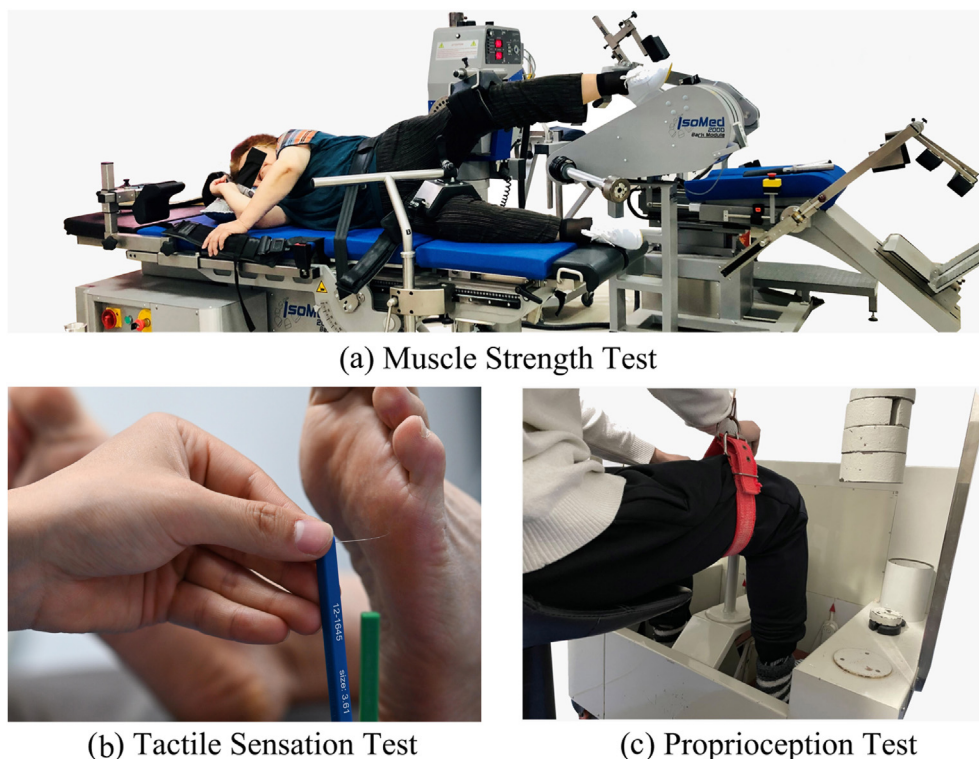 IsoMed
2000
IsoMed
(a) Muscle Strength Test
12-1645
size: 3.61
(b) Tactile Sensation Test
(c) Proprioception Test